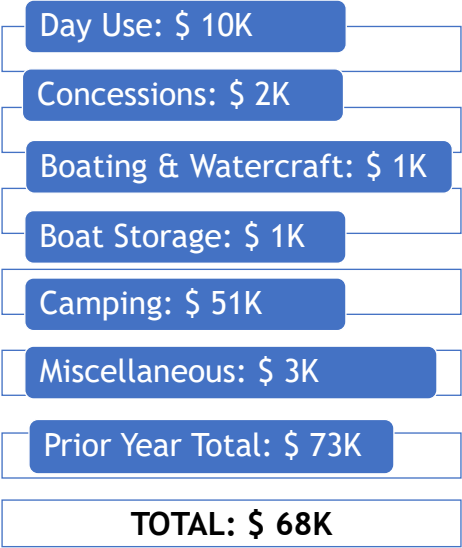 Day Use: $ 10K
Concessions: $ 2K
Boating & Watercraft: $ 1K
Boat Storage: $ 1K
Camping: $ 51K
Miscellaneous: $ 3K
Prior Year Total: $ 73K
TOTAL: $ 68K